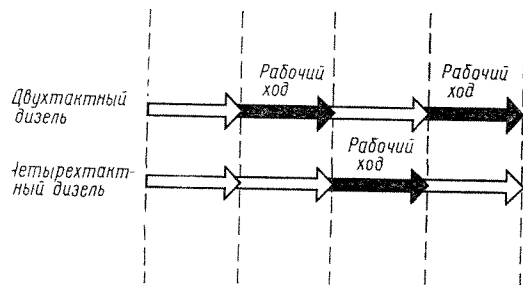 Рабочий
ход
Рабочий
ход
Двухтактный
дизель
Рабочий
ход
Четырехтакт-
ный дизель